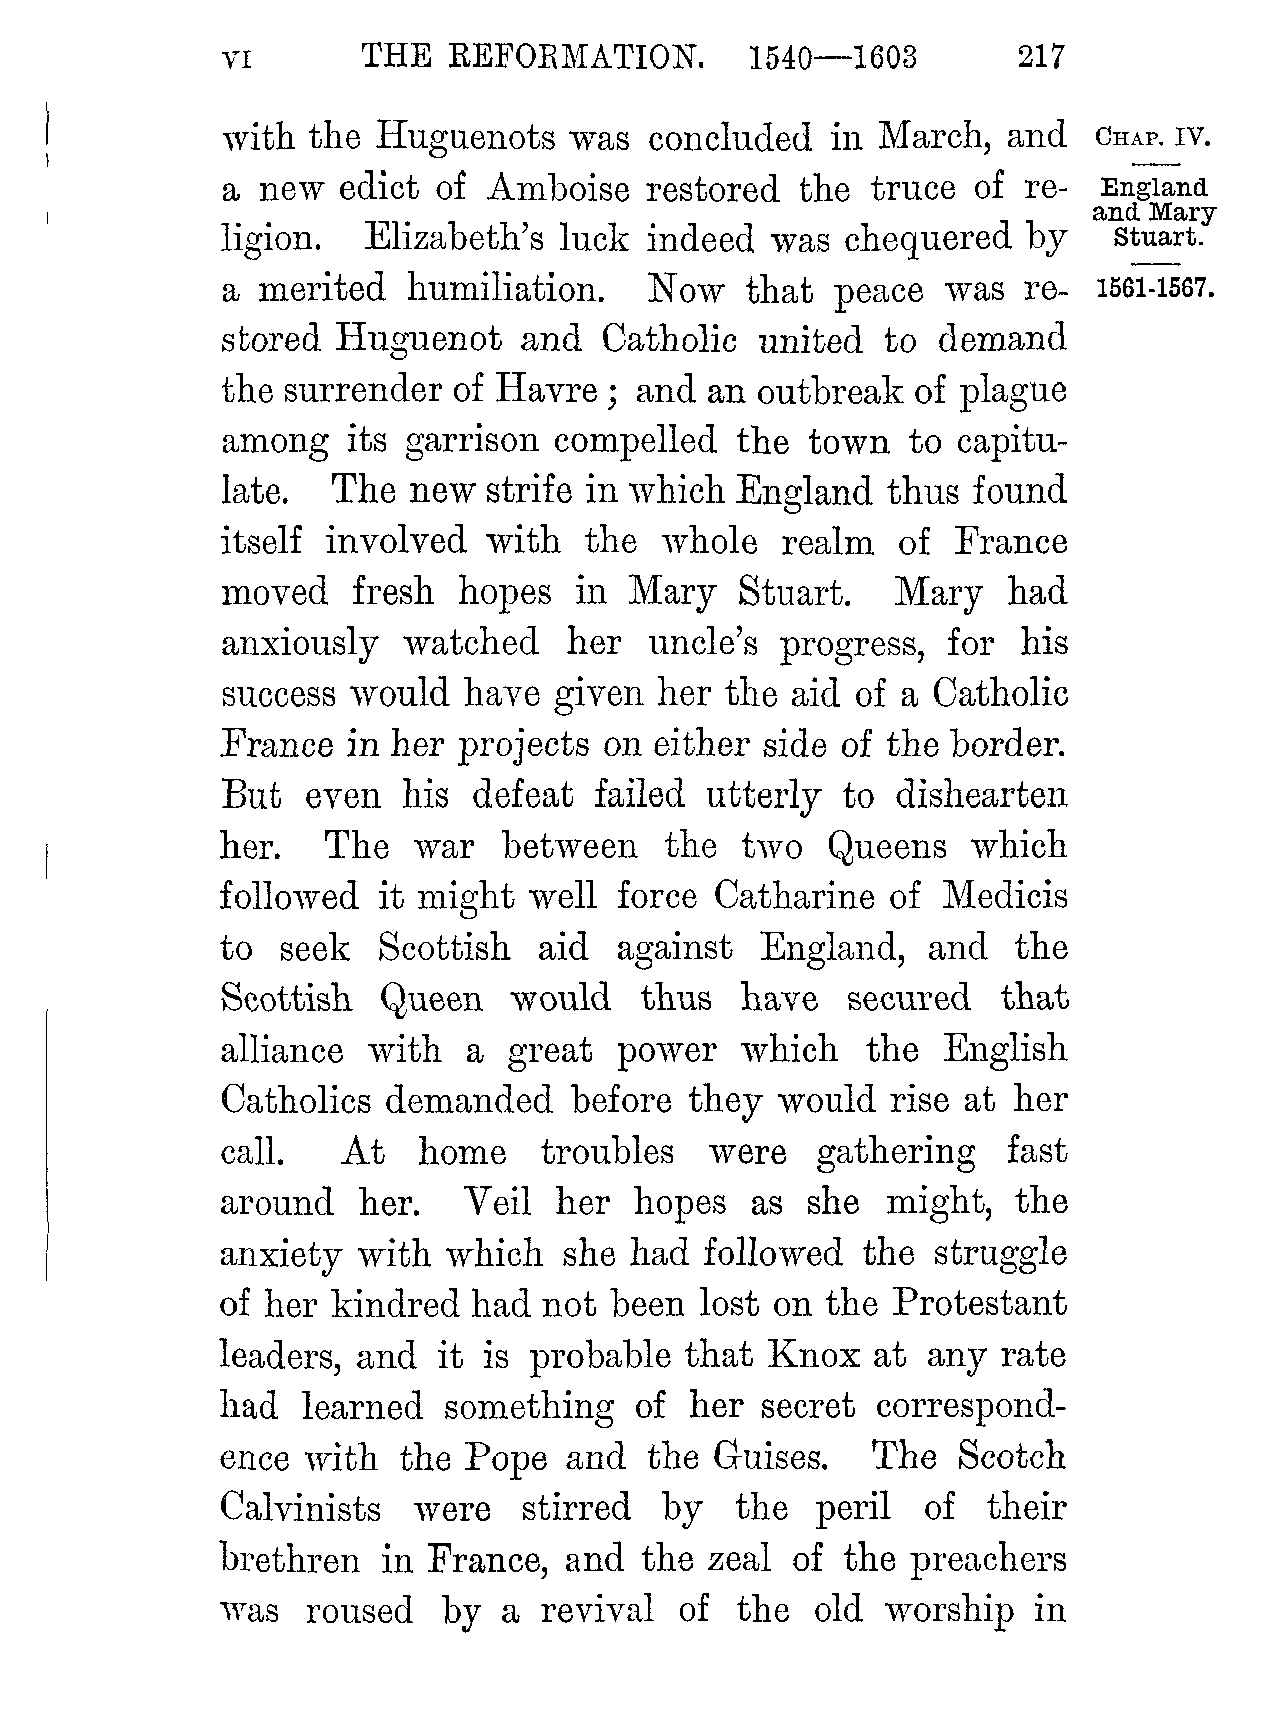 VI THE REFORMATION. 1540—1603 217
with the Huguenots was concluded in March, and
a new edict of Amboise restored the truce of re-
ligion. Elizabeth's luck indeed was chequered by
a merited humiliation. Now that peace was re-
stored Huguenot and Catholic united to demand
the surrender of Havre ; and an outbreak of plague
among its garrison compelled the town to capitu-
late. The new strife in which England thus found
itself involved with the whole realm of France
moved fresh hopes in Mary Stuart. Mary had
anxiously watched her uncle's progress, for his
success would have given her the aid of a Catholic
France in her projects on either side of the border.
But even his defeat failed utterly to dishearten
her. The war between the two Queens which
followed it might well force Catharine of Medicis
to seek Scottish aid against England, and the
Scottish Queen would thus have secured that
alliance with a great power which the English
Catholics demanded before they would rise at her
call. At home troubles were gathering fast
around her. Veil her hopes as she might, the
anxiety with which she had followed the struggle
of her kindred had not been lost on the Protestant
leaders, and it is probable that Knox at any rate
had learned something of her secret correspond-
ence with the Pope and the Guises. The Scotch
Calvinists were stirred by the peril of their
brethren in France, and the zeal of the preachers
was roused by a revival of the old worship in
CHAP. IV.
England
and Mary
Stuart.
1561-1567.